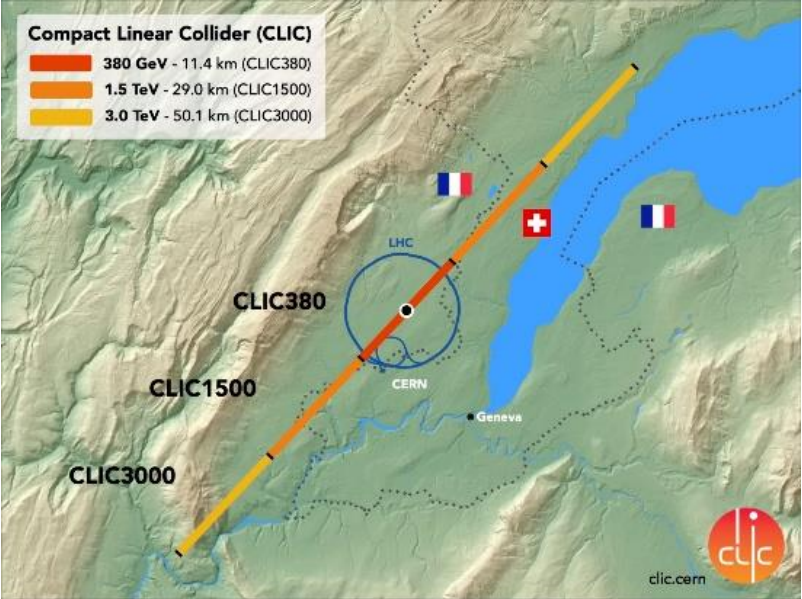 Compact Linear Collider (CLIC)
380 GeV - 11.4 km (CLIC380)
1.5 TeV - 29.0 km (CLIC1500)
3.0 TeV - 50.1 km (CLIC3000)
LHC
CLIC380
CLIC1500
CERN
Geneva
CLIC3000
clic
clic.cern